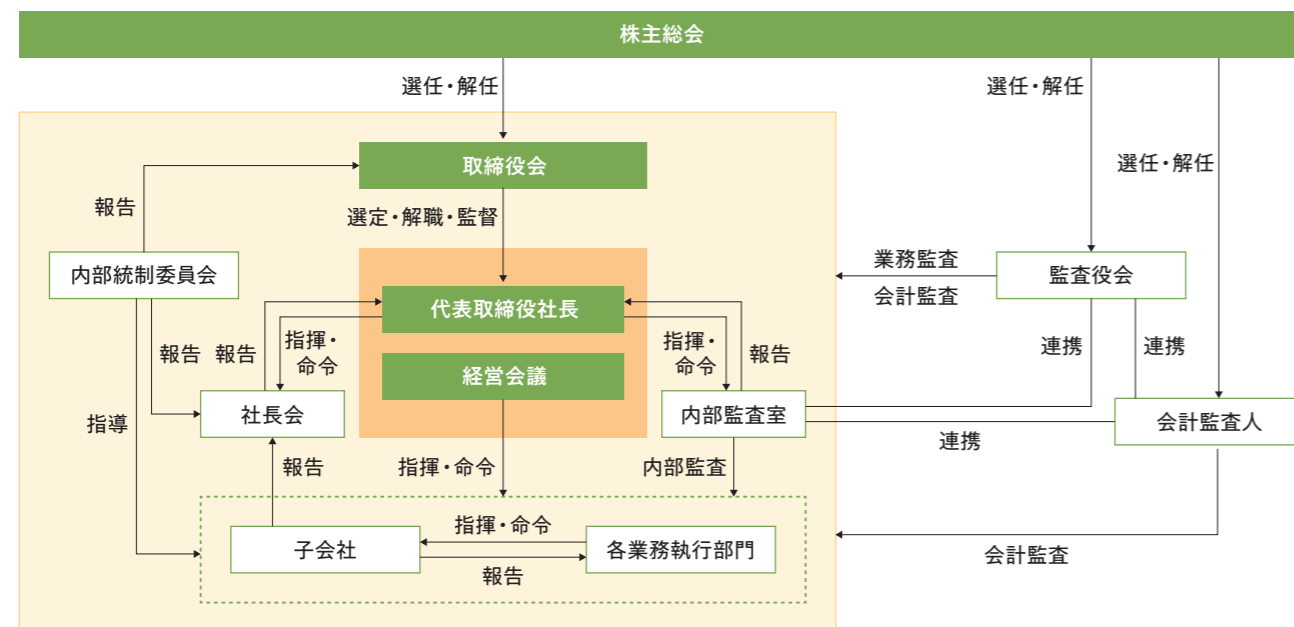 株主総会
選任・解任
選任・解任
選任・解任
取締役会
報告
選定・解職・監督
内部統制委員会
業務監査
会計監査
監査役会
代表取締役社長
報告
報告
指揮・
命令
指揮・
命令
報告
連携
連携
経営会議
社長会
内部監査室
会計監査人
指導
連携
報告
指揮・命令
内部監査
子会社
指揮・命令
報告
各業務執行部門
会計監査